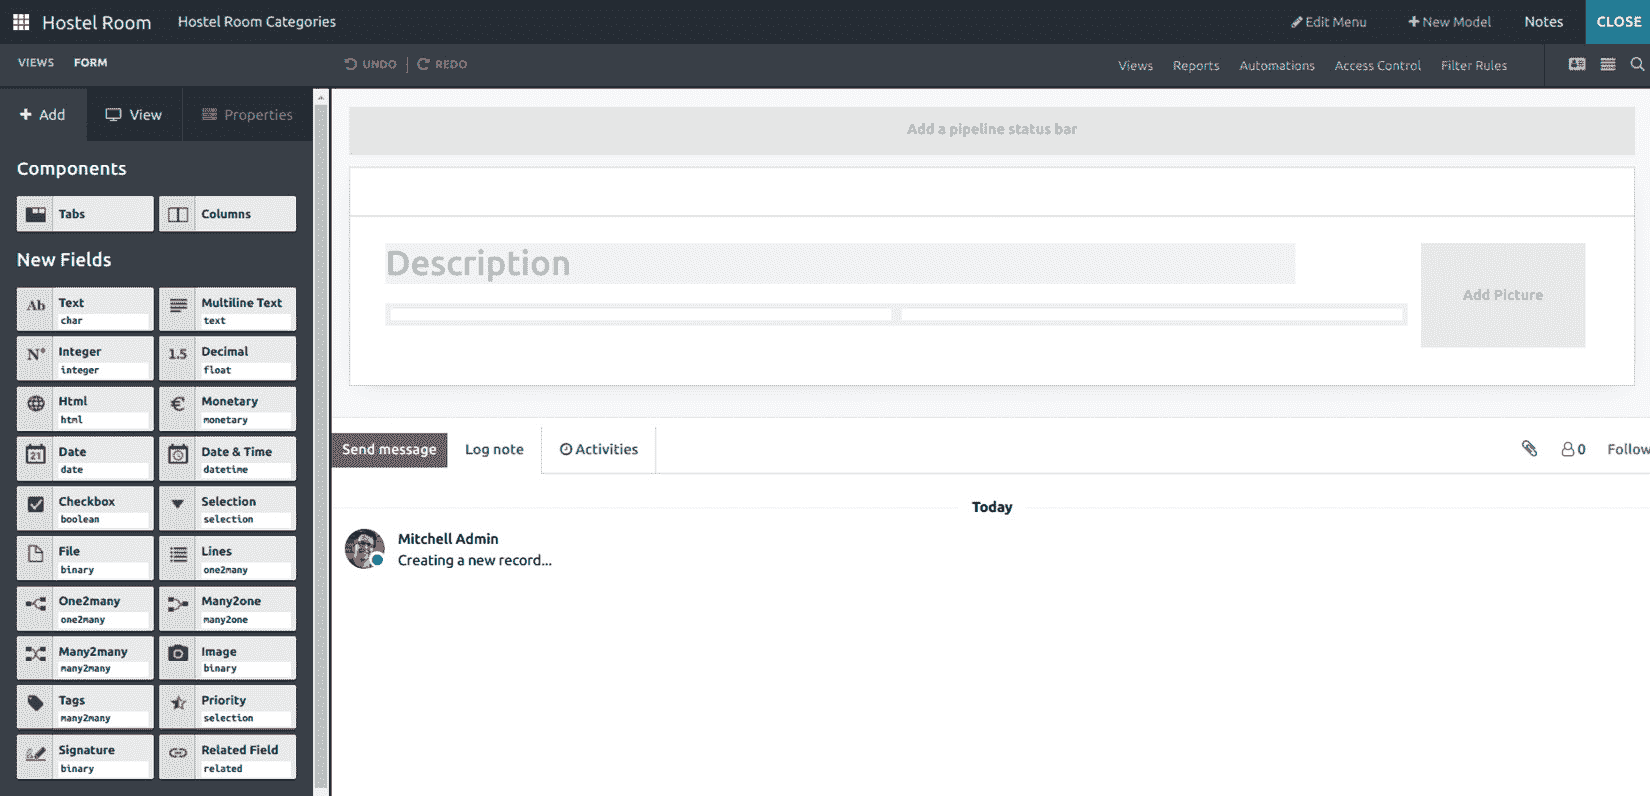 Hostel Room Hostel Room Categories Edit Menu New Model Notes CLOSE
VIEWS FORM UNDO REDO Views Reports Automations Access Control Filter Rules
Add View Properties
Add a pipeline status bar
Components
Tabs Columns
New Fields
Ab Text Multiline Text
char text
N° Integer 1.5 Decimal
integer float
Html € Monetary
html monetary
21 Date Date & Time
date datetime
Checkbox Selection
boolean selection
File Lines
binary one2many
One2many Many2one
one2many many2one
Many2many Image
many2many binary
Tags Priority
many2many selection
Signature Related Field
binary related
Description
Add Picture
Send message Log note Activities 0 Follow
Today
Mitchell Admin
Creating a new record...